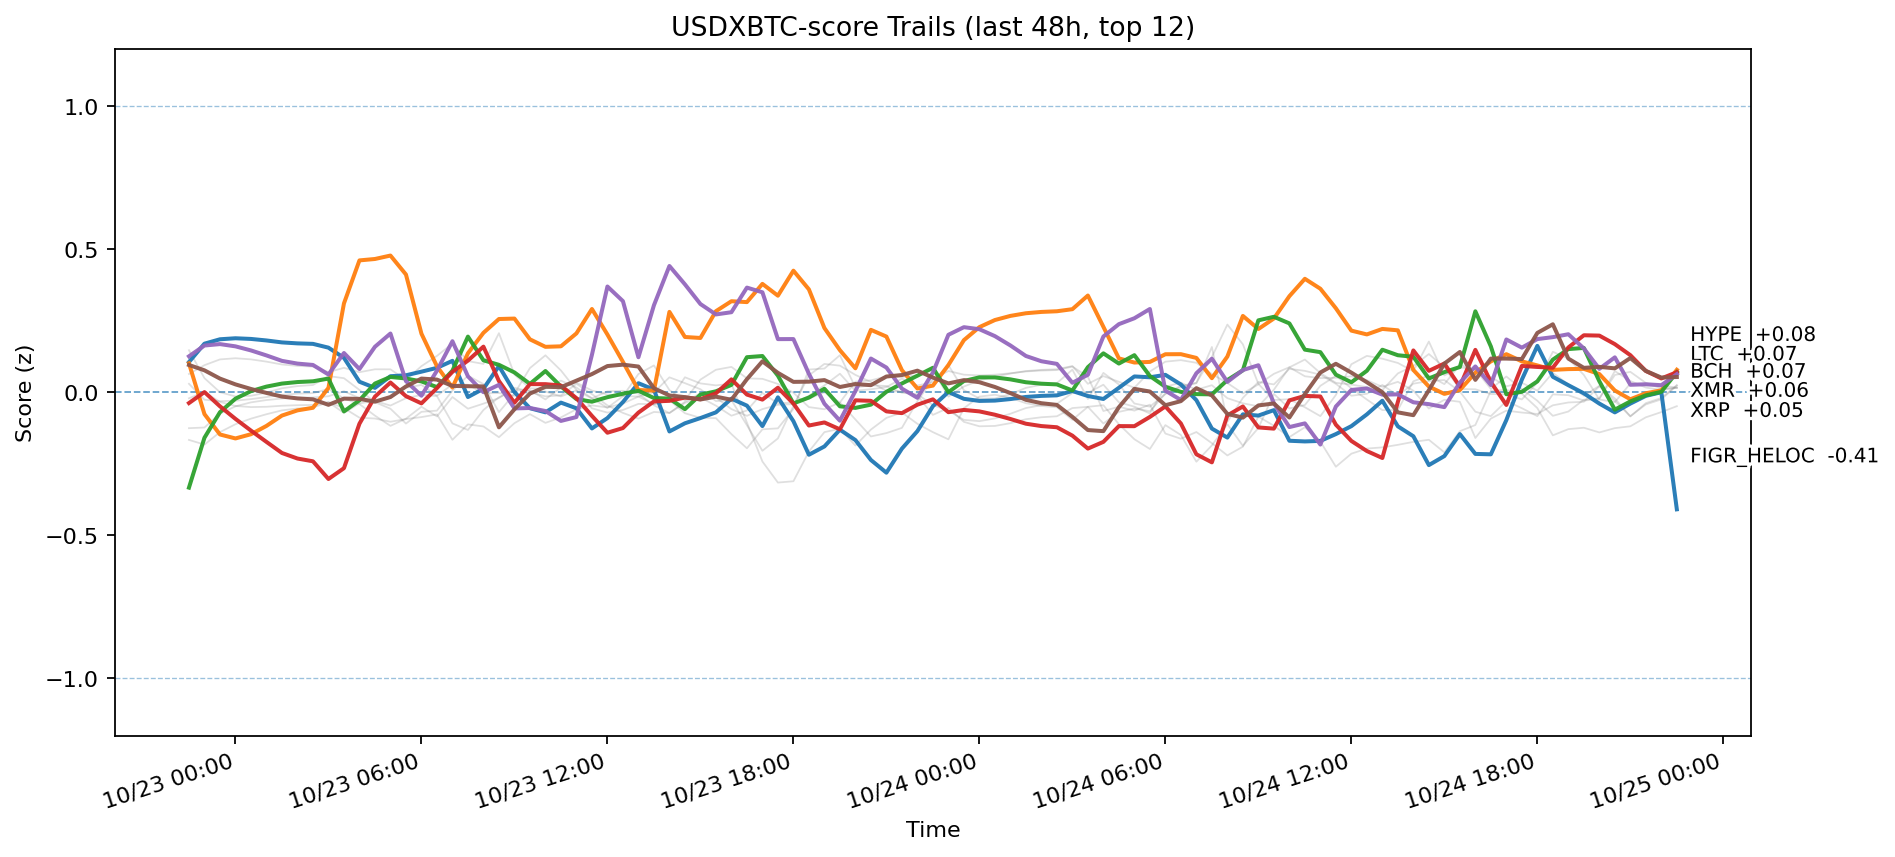 USDXBTC-score Trails (last 48h, top 12)
Score (z)
1.0
0.5
0.0
−0.5
−1.0
HYPE +0.08
LTC +0.07
BCH +0.07
XMR +0.06
XRP +0.05
FIGR_HELOC -0.41
10/23 00:00
10/23 06:00
10/23 12:00
10/23 18:00
10/24 00:00
10/24 06:00
10/24 12:00
10/24 18:00
10/25 00:00
Time